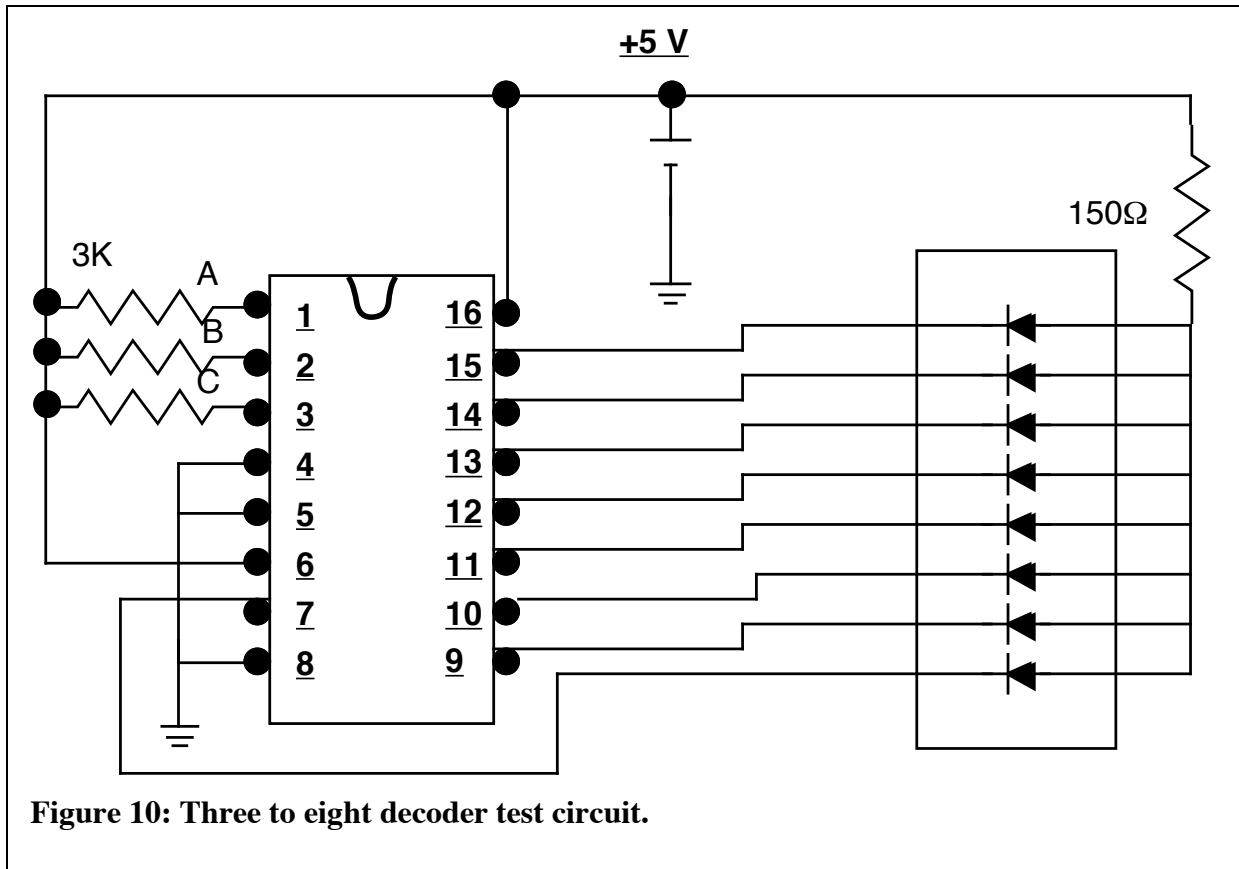 +5 V
150Ω
3K
A
1 16
B
2 15
C
3 14
4 13
5 12
6 11
7 10
8 9
Figure 10: Three to eight decoder test circuit.